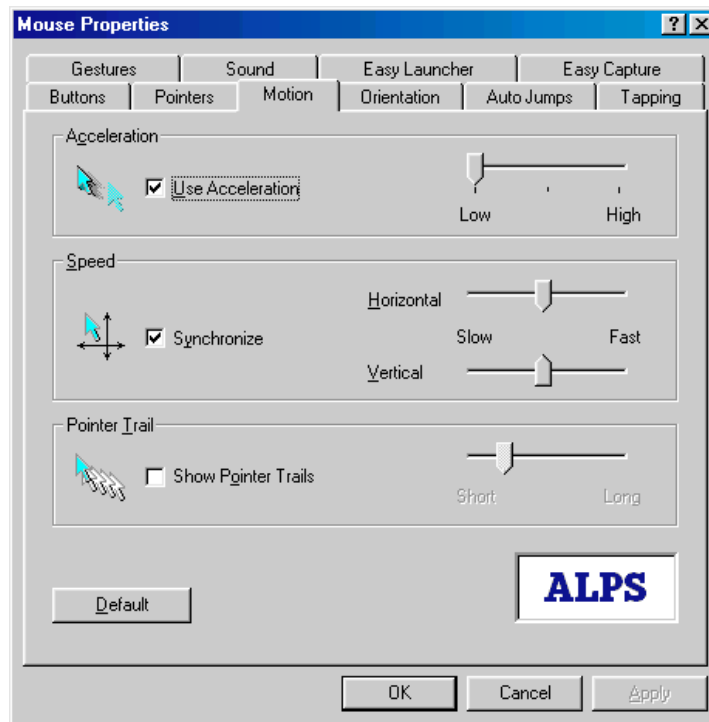 Mouse Properties
Gestures Sound Easy Launcher Easy Capture
Buttons Pointers Motion Orientation Auto Jumps Tapping
Acceleration
Use Acceleration
Low High
Speed
Horizontal
Synchronize Slow Fast
Vertical
Pointer Trail
Show Pointer Trails
Short Long
Default
ALPS
OK Cancel Apply